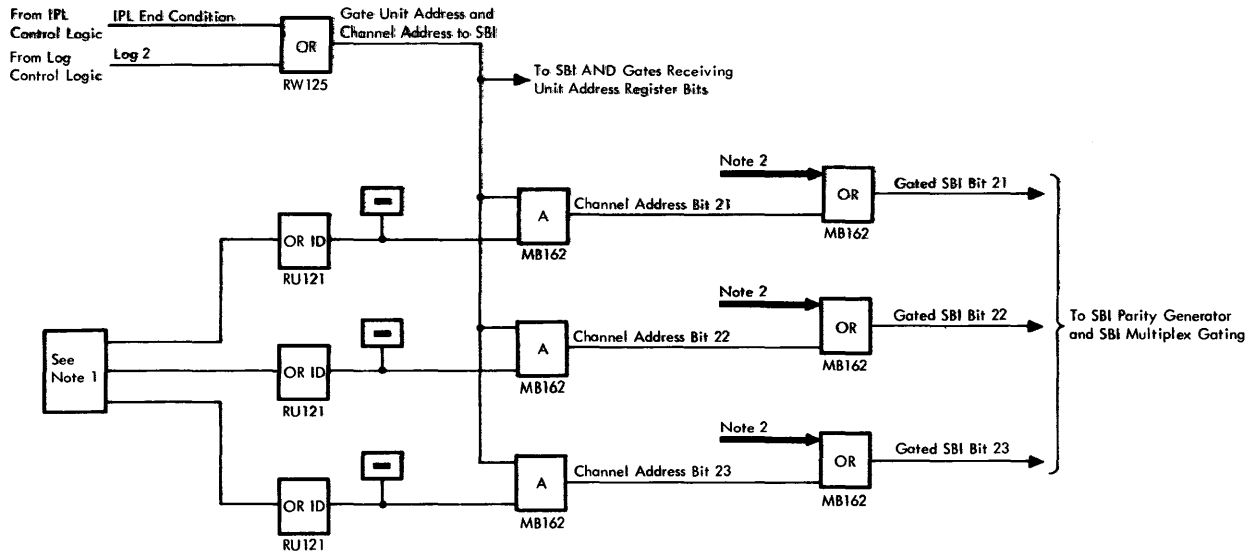 From IPL
Control Logic
IPL End Condition
From Log
Control Logic
Log 2
OR
RW125
Gate Unit Address and
Channel Address to SBI
To SBI AND Gates Receiving
Unit Address Register Bits
See
Note 1
OR ID
RU121
A
MB162
Channel Address Bit 21
Note 2
OR
MB162
Gated SBI Bit 21
OR ID
RU121
A
MB162
Channel Address Bit 22
Note 2
OR
MB162
Gated SBI Bit 22
OR ID
RU121
A
MB162
Channel Address Bit 23
Note 2
OR
MB162
Gated SBI Bit 23
To SBI Parity Generator
and SBI Multiplex Gating